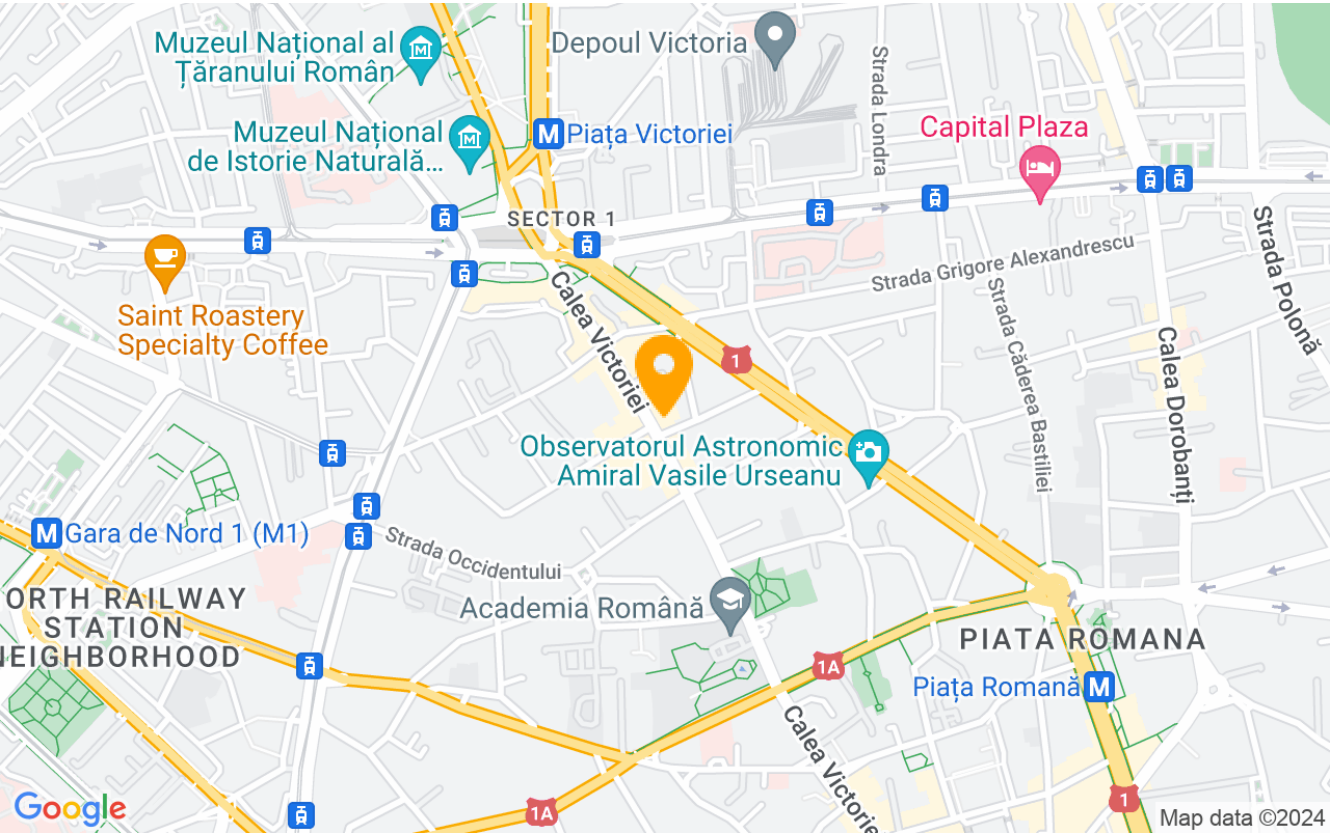 Muzeul Național al
Țăranului Român
Depoul Victoria
Strada Londra
Muzeul Național
de Istorie Naturală...
M Piața Victoriei
Capital Plaza
SECTOR 1
Strada Polonă
Strada Grigore Alexandrescu
Saint Roastery
Specialty Coffee
Calea Victoriei
Strada Căderea Bastiliei
Calea Dorobanți
1
Observatorul Astronomic
Amiral Vasile Urseanu
M Gara de Nord 1 (M1)
Strada Occidentului
ORTH RAILWAY
STATION
NEIGHBORHOOD
Academia Română
PIATA ROMANA
1A
Piața Romană M
Calea Victoriei
Google
1A
1
Map data ©2024